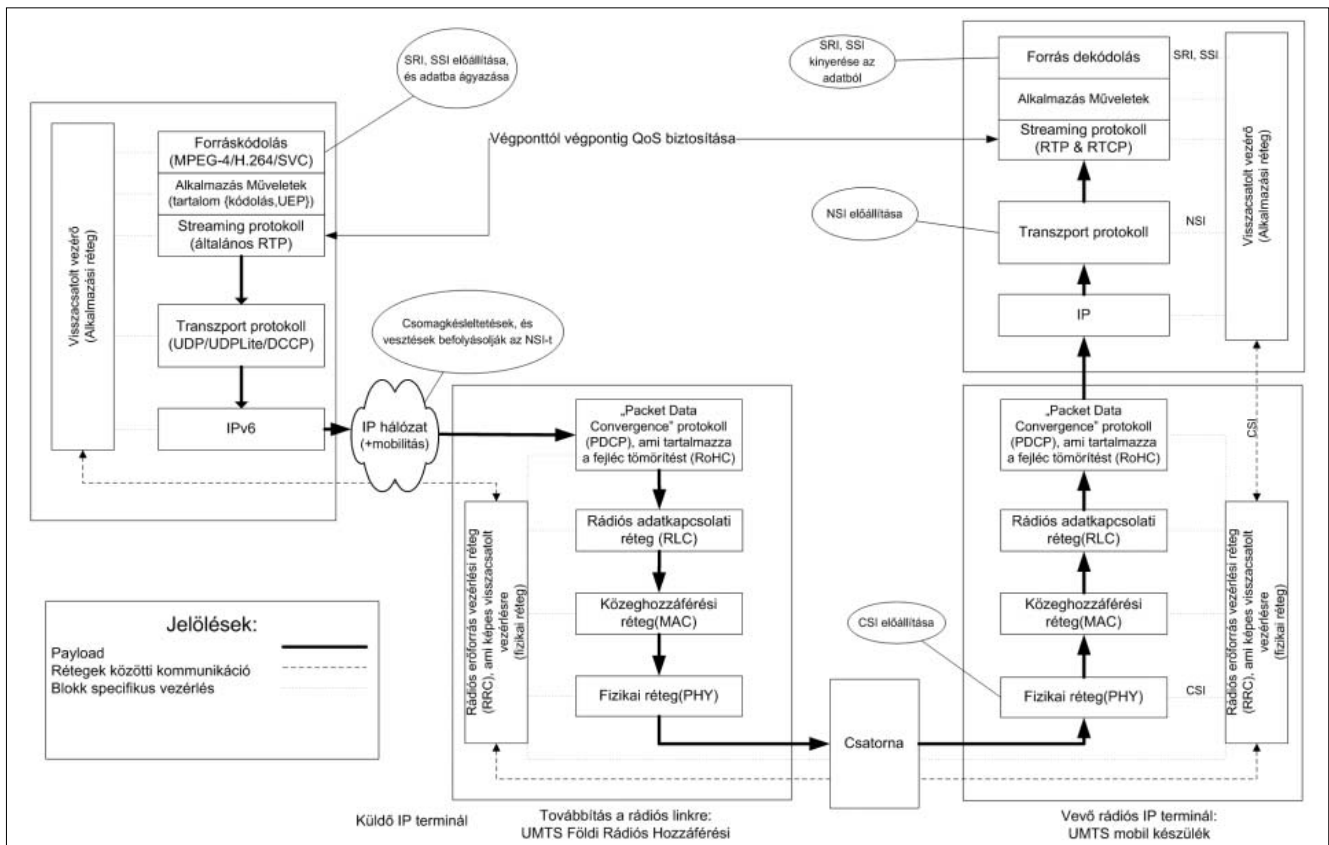 SRI, SSI előállítása,
és adatba ágyazása
Visszacsatolt vezérő
(Alkalmazási réteg)
Forráskódolás
(MPEG-4/H.264/SVC)
Alkalmazás Műveletek
(tartalom {kódolás,UEP})
Streaming protokoll
(általános RTP)
Transzport protokoll
(UDP/UDPLite/DCCP)
IPv6
Végponttól végpontig QoS biztosítása
Csomagkésleltetések, és
vesztések befolyásolják az NSI-t
IP hálózat
(+mobilitás)
SRI, SSI
kinyerése az
adatból
Forrás dekódolás
SRI, SSI
Alkalmazás Műveletek
Streaming protokoll
(RTP & RTCP)
NSI előállítása
Transzport protokoll
NSI
IP
Visszacsatolt vezérő
(Alkalmazási réteg)
„Packet Data
Convergence” protokoll
(PDCP), ami tartalmazza
a fejléc tömörítést (RoHC)
Rádiós adatkapcsolati
réteg (RLC)
Közeghozzáférési
réteg(MAC)
Fizikai réteg(PHY)
Rádiós erőforrás vezérlési réteg
(RRC), ami képes visszacsatolt
vezérlésre
(fizikai réteg)
Csatorna
„Packet Data
Convergence” protokoll
(PDCP), ami tartalmazza
a fejléc tömörítést (RoHC)
Rádiós adatkapcsolati
réteg(RLC)
Közeghozzáférési
réteg(MAC)
CSI előállítása
Fizikai réteg(PHY)
CSI
CSI
Rádiós erőforrás vezérlési réteg
(RRC), ami képes visszacsatolt
vezérlésre
(fizikai réteg)
Jelölések:
Payload
Rétegek közötti kommunikáció
Blokk specifikus vezérlés
Küldő IP terminál
Továbbítás a rádiós linkre:
UMTS Földi Rádiós Hozzáférési
Vevő rádiós IP terminál:
UMTS mobil készülék